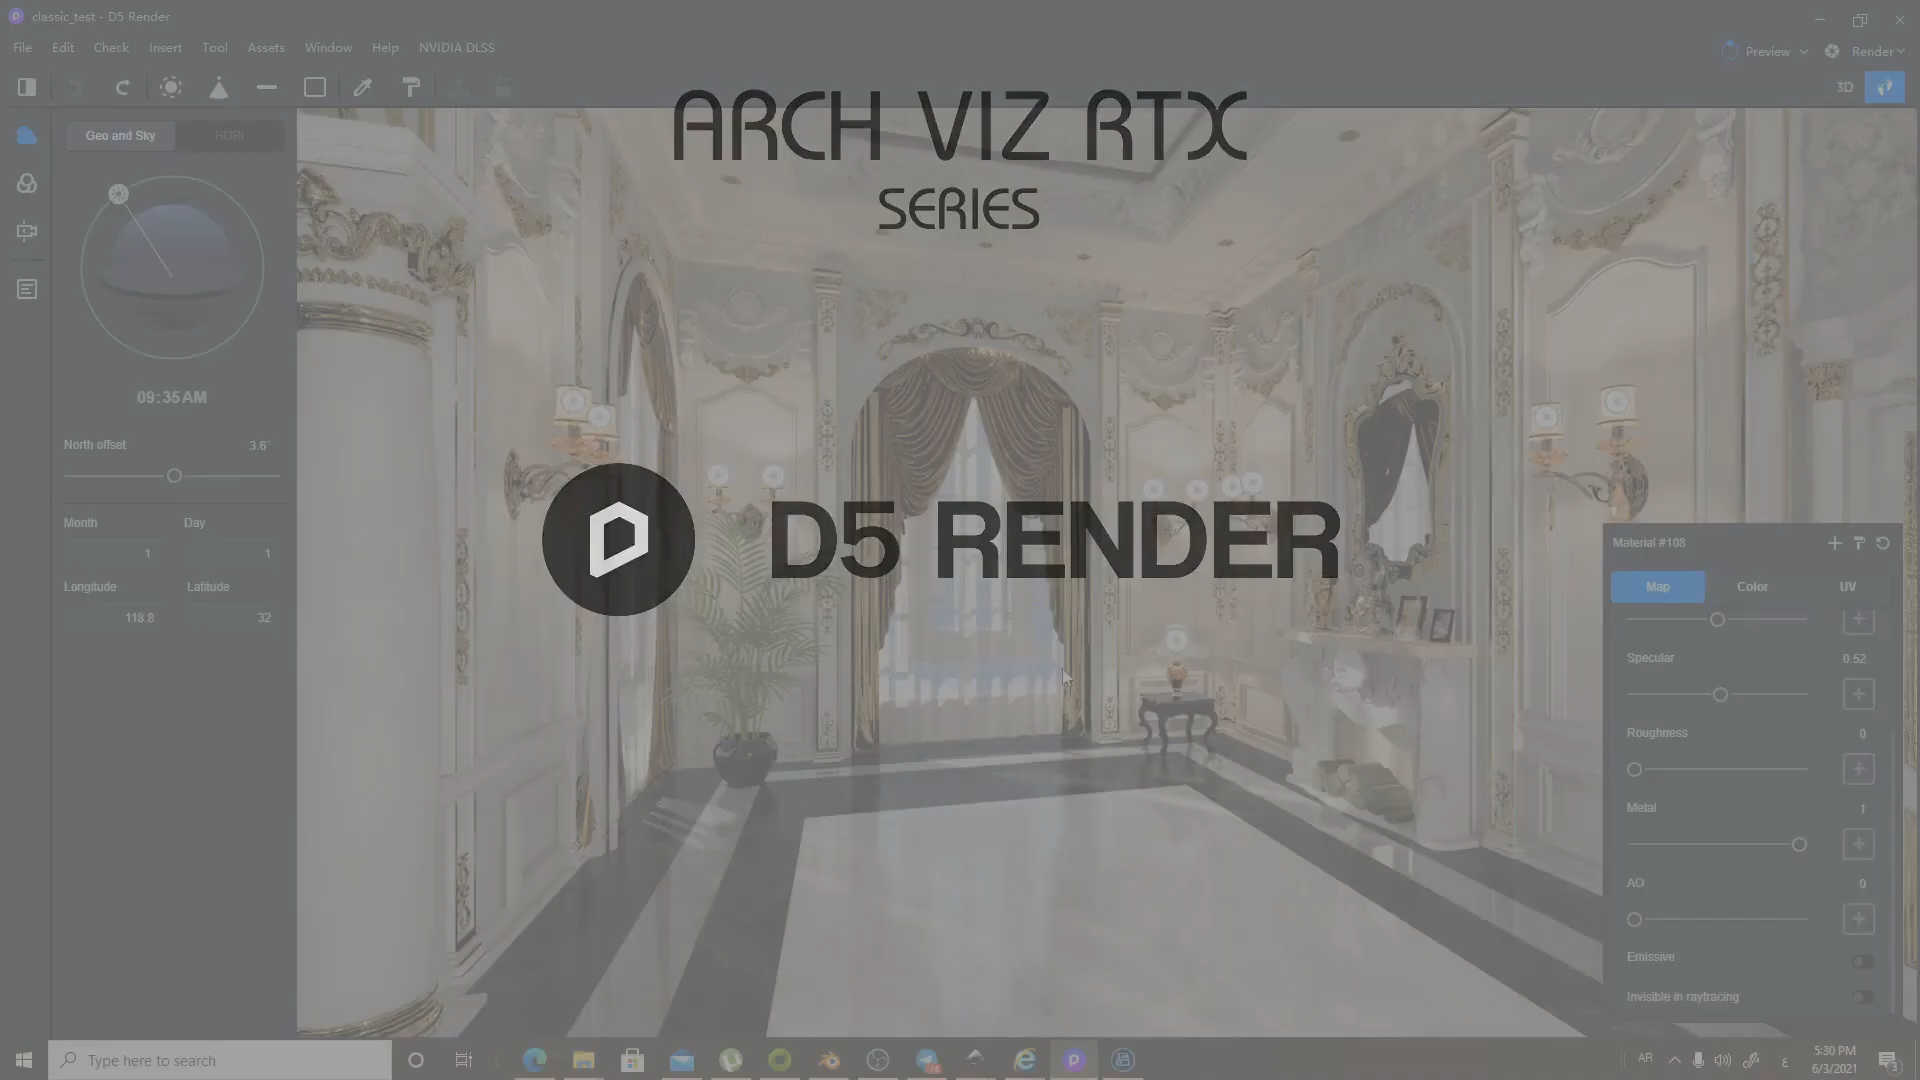 classic_test - D5 Render
File Edit Check Insert Tool Assets Window Help NVIDIA DLSS
Preview
Render
3D
Geo and Sky
HDRI
ARCH VIZ RTX
SERIES
09:35 AM
North offset 3.6°
Month Day
1 1
Longitude Latitude
118.8 32
D5 RENDER
Material #108
Map Color UV
Specular 0.52
Roughness 0
Metal 1
AO 0
Emissive
Invisible in raytracing
Type here to search
AR
ع
5:30 PM
6/3/2021
3